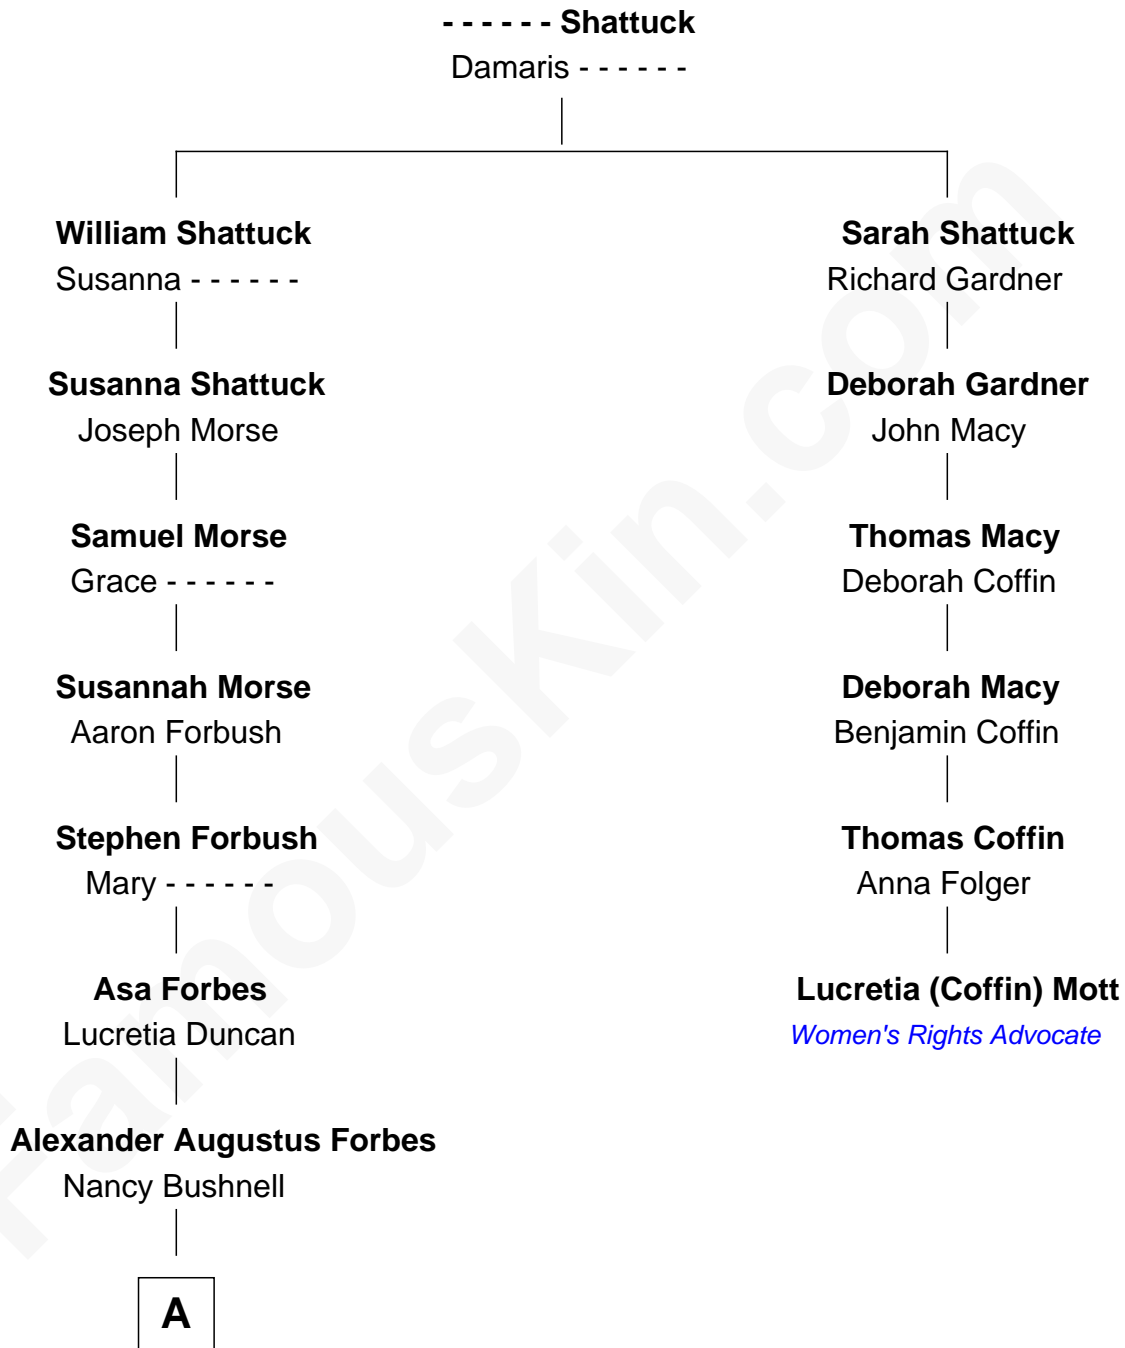 - - - - - - Shattuck
Damaris - - - - - -
William Shattuck
Susanna - - - - - -
Sarah Shattuck
Richard Gardner
Susanna Shattuck
Joseph Morse
Deborah Gardner
John Macy
Samuel Morse
Grace - - - - - -
Thomas Macy
Deborah Coffin
Susannah Morse
Aaron Forbush
Deborah Macy
Benjamin Coffin
Stephen Forbush
Mary - - - - - -
Thomas Coffin
Anna Folger
Asa Forbes
Lucretia Duncan
Lucretia (Coffin) Mott
Women's Rights Advocate
Alexander Augustus Forbes
Nancy Bushnell
A
FamousKin.com